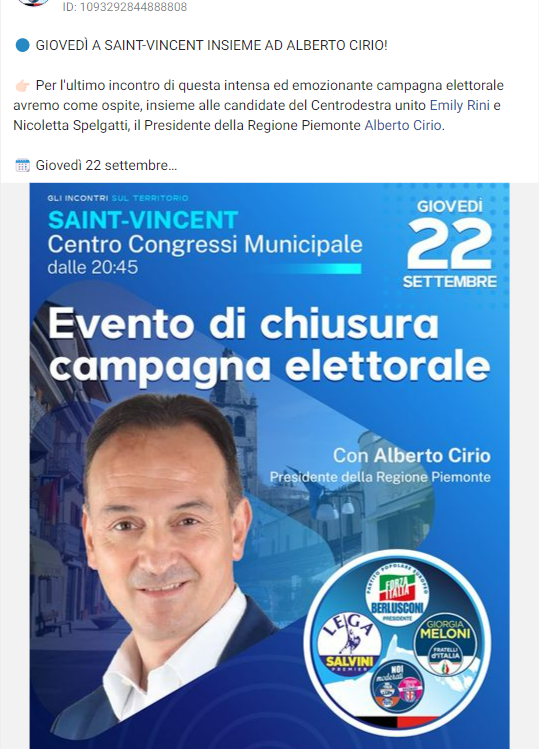 ID: 1093292844888808
🔵 GIOVEDÌ A SAINT-VINCENT INSIEME AD ALBERTO CIRIO!
👉🏻 Per l'ultimo incontro di questa intensa ed emozionante campagna elettorale
avremo come ospite, insieme alle candidate del Centrodestra unito Emily Rini e
Nicoletta Spelgatti, il Presidente della Regione Piemonte Alberto Cirio.
🗓️ Giovedì 22 settembre...
GLI INCONTRI SUL TERRITORIO
SAINT-VINCENT
Centro Congressi Municipale
dalle 20:45
GIOVEDÌ
22
SETTEMBRE
Evento di chiusura
campagna elettorale
Con Alberto Cirio
Presidente della Regione Piemonte
PARTITO POPOLARE EUROPEO
FORZA
ITALIA
BERLUSCONI
PRESIDENTE
LEGA
SALVINI
PREMIER
GIORGIA
MELONI
FRATELLI
d'ITALIA
NOI
moderati